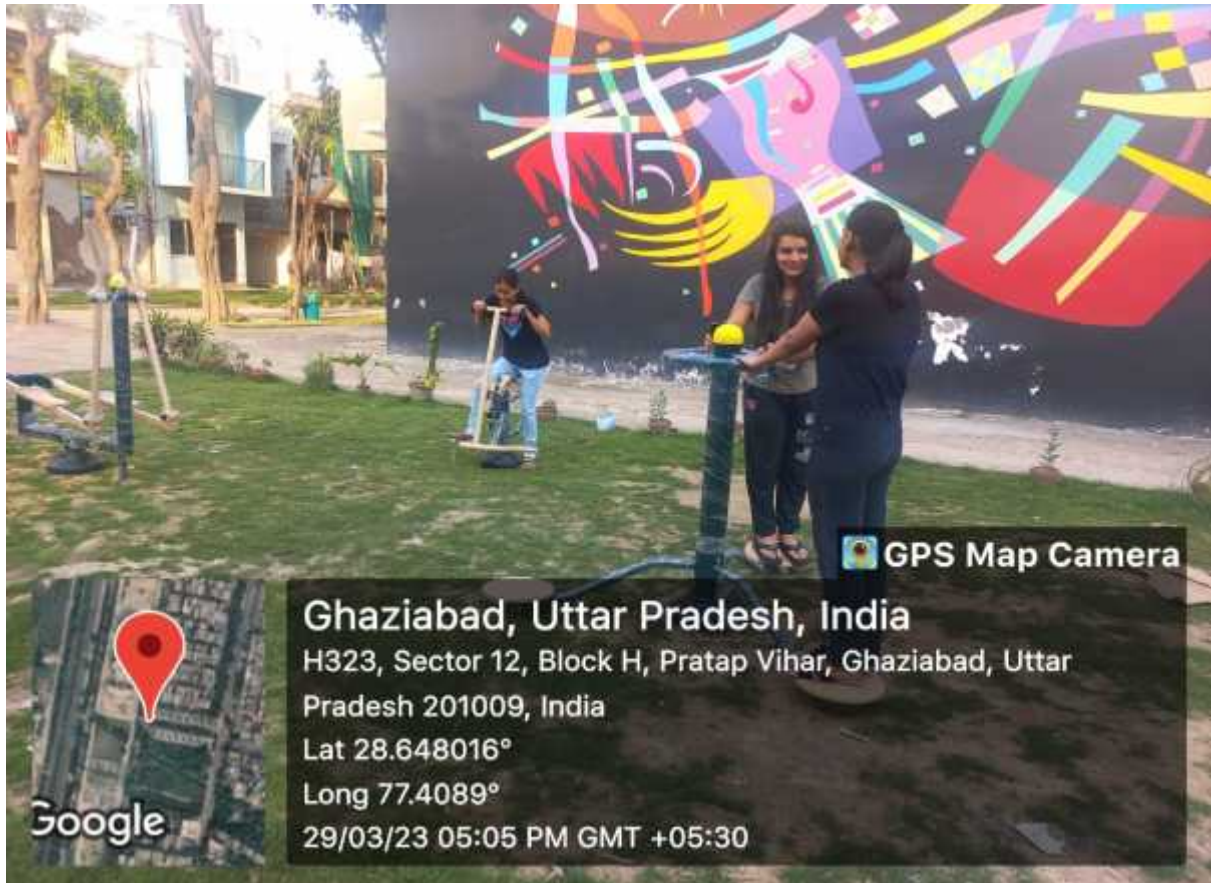 GPS Map Camera
Ghaziabad, Uttar Pradesh, India
H323, Sector 12, Block H, Pratap Vihar, Ghaziabad, Uttar
Pradesh 201009, India
Lat 28.648016°
Long 77.4089°
29/03/23 05:05 PM GMT +05:30
Google